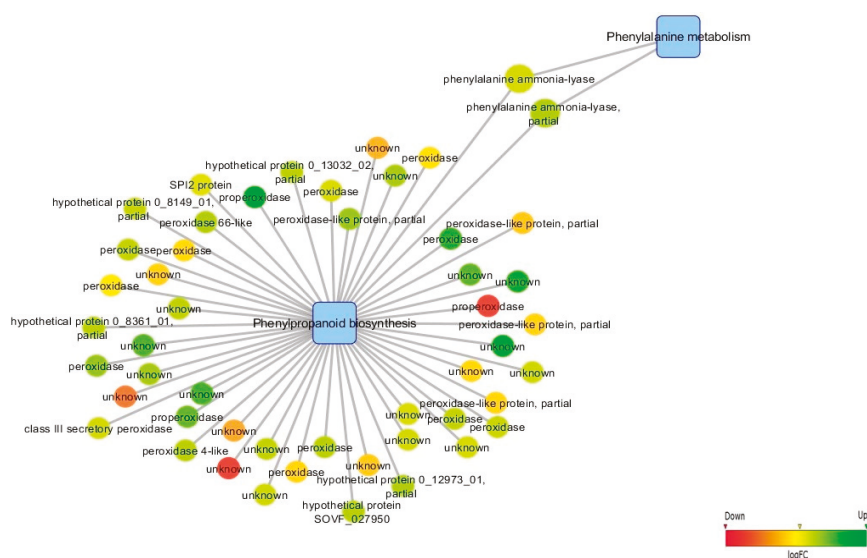 Phenylalanine metabolism
phenylalanine ammonia-lyase
phenylalanine ammonia-lyase,
partial
unknown
peroxidase
hypothetical protein 0_13032_02,
partial
unknown
SPI2 protein
properoxidase
peroxidase
hypothetical protein 0_8149_01,
partial
peroxidase 66-like
peroxidase-like protein, partial
peroxidase-like protein, partial
peroxidase
peroxidase
peroxidase
unknown
unknown
unknown
peroxidase
unknown
properoxidase
hypothetical protein 0_8361_01,
partial
Phenylpropanoid biosynthesis
peroxidase-like protein, partial
unknown
unknown
peroxidase
unknown
unknown
unknown
unknown
unknown
peroxidase-like protein, partial
properoxidase
unknown
peroxidase
peroxidase
class III secretory peroxidase
unknown
peroxidase 4-like
unknown
peroxidase
unknown
unknown
unknown
peroxidase
unknown
hypothetical protein 0_12973_01,
partial
unknown
hypothetical protein
SOVF_027950
Down
Up
logFC